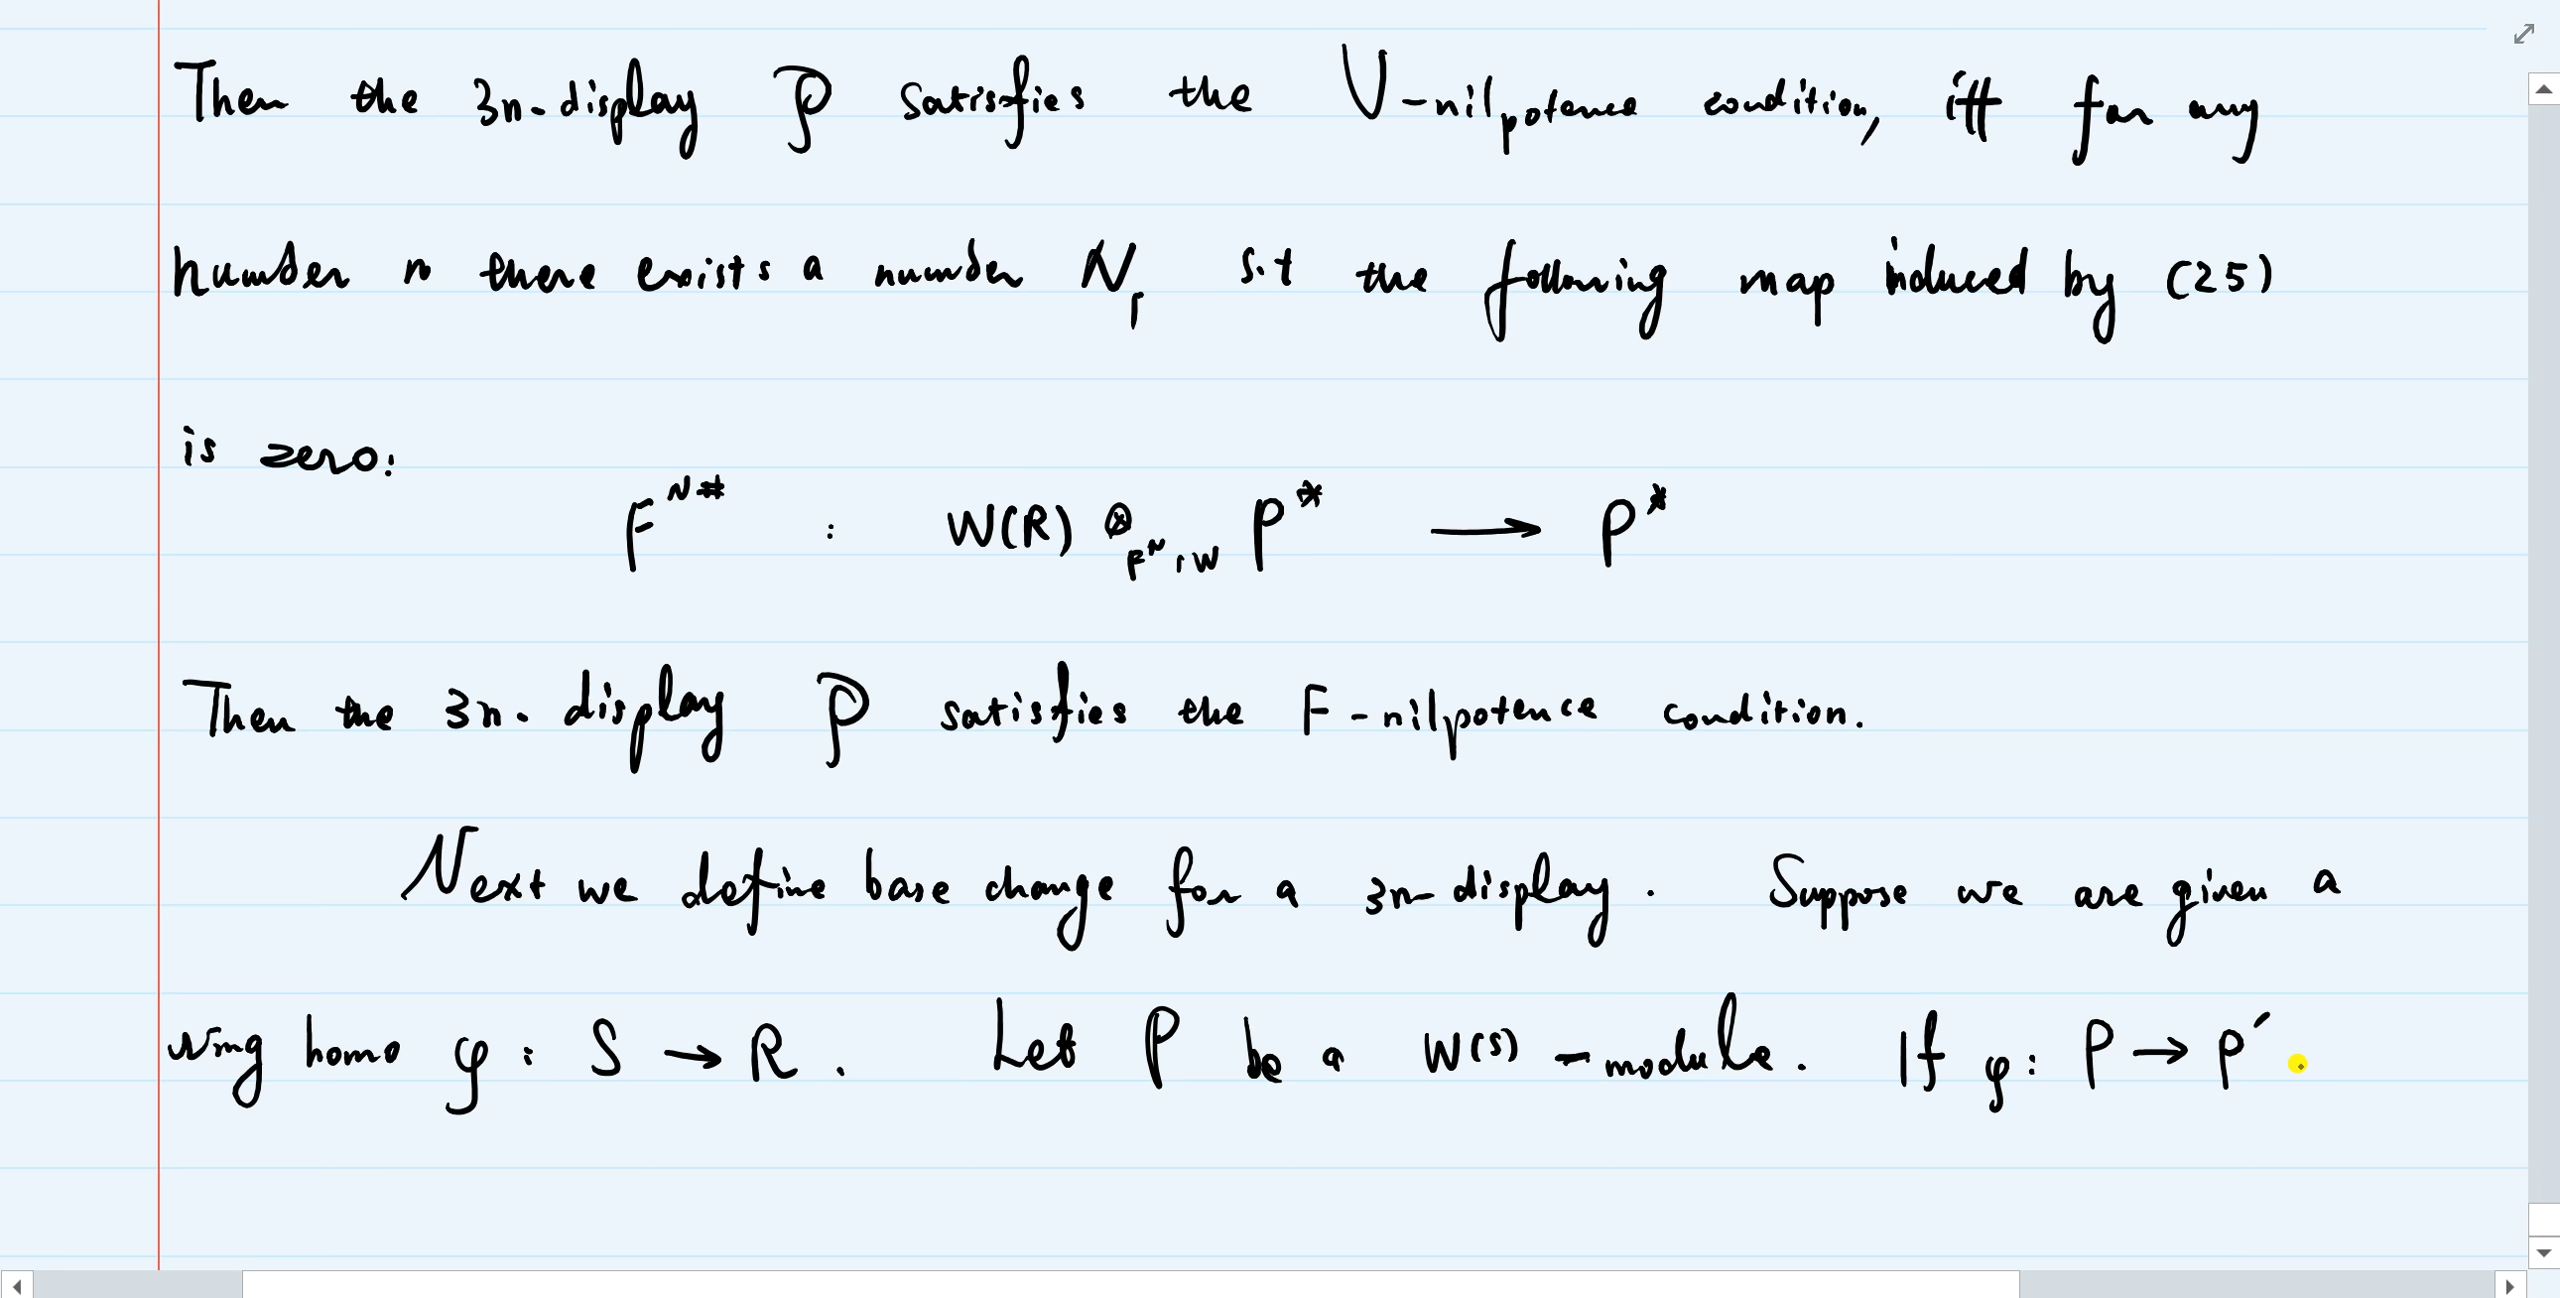 Then the 3n-display 𝒫 satisfies the V-nilpotence condition, iff for any
number n there exists a number N, s.t the following map induced by (25)
is zero:
F^{N#} : W(R) ⊗_{F^N, W} P^* ⟶ P^*
Then the 3n-display 𝒫 satisfies the F-nilpotence condition.
Next we define base change for a 3n-display. Suppose we are given a
ring homo φ: S → R. Let P be a W(S)-module. If φ: P → P′